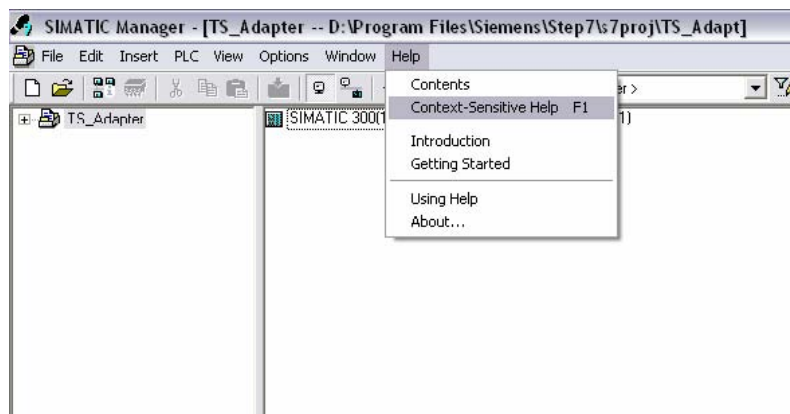 SIMATIC Manager - [TS_Adapter -- D:\Program Files\Siemens\Step7\s7proj\TS_Adapt]
File Edit Insert PLC View Options Window Help
Contents
Context-Sensitive Help F1
Introduction
Getting Started
Using Help
About...
TS_Adapter
SIMATIC 300(1
1)
er >